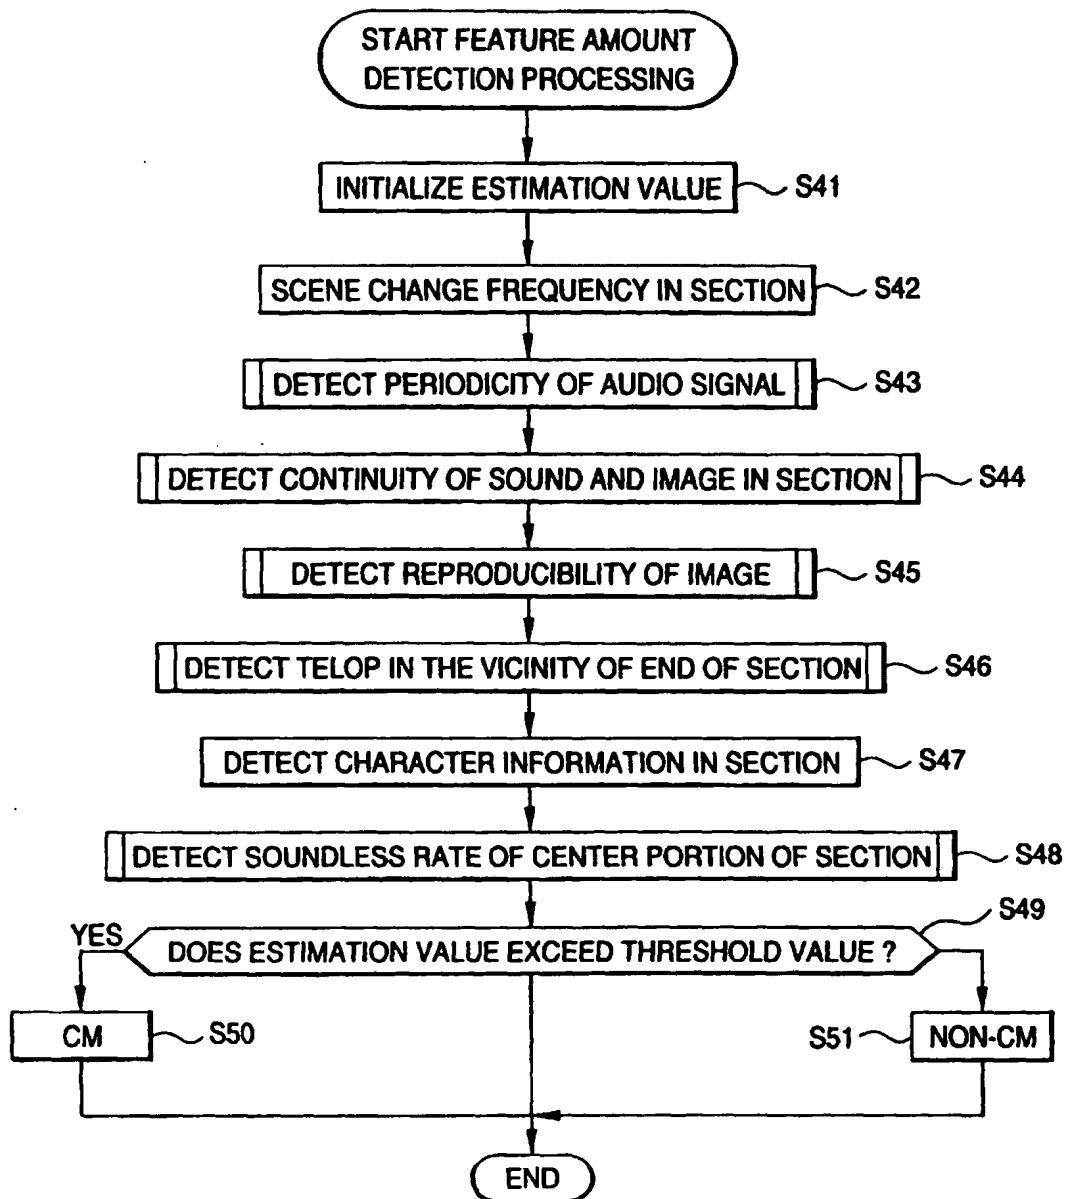 START FEATURE AMOUNT
DETECTION PROCESSING
INITIALIZE ESTIMATION VALUE
S41
SCENE CHANGE FREQUENCY IN SECTION
S42
DETECT PERIODICITY OF AUDIO SIGNAL
S43
DETECT CONTINUITY OF SOUND AND IMAGE IN SECTION
S44
DETECT REPRODUCIBILITY OF IMAGE
S45
DETECT TELOP IN THE VICINITY OF END OF SECTION
S46
DETECT CHARACTER INFORMATION IN SECTION
S47
DETECT SOUNDLESS RATE OF CENTER PORTION OF SECTION
S48
S49
YES
DOES ESTIMATION VALUE EXCEED THRESHOLD VALUE ?
CM
S50
S51
NON-CM
END